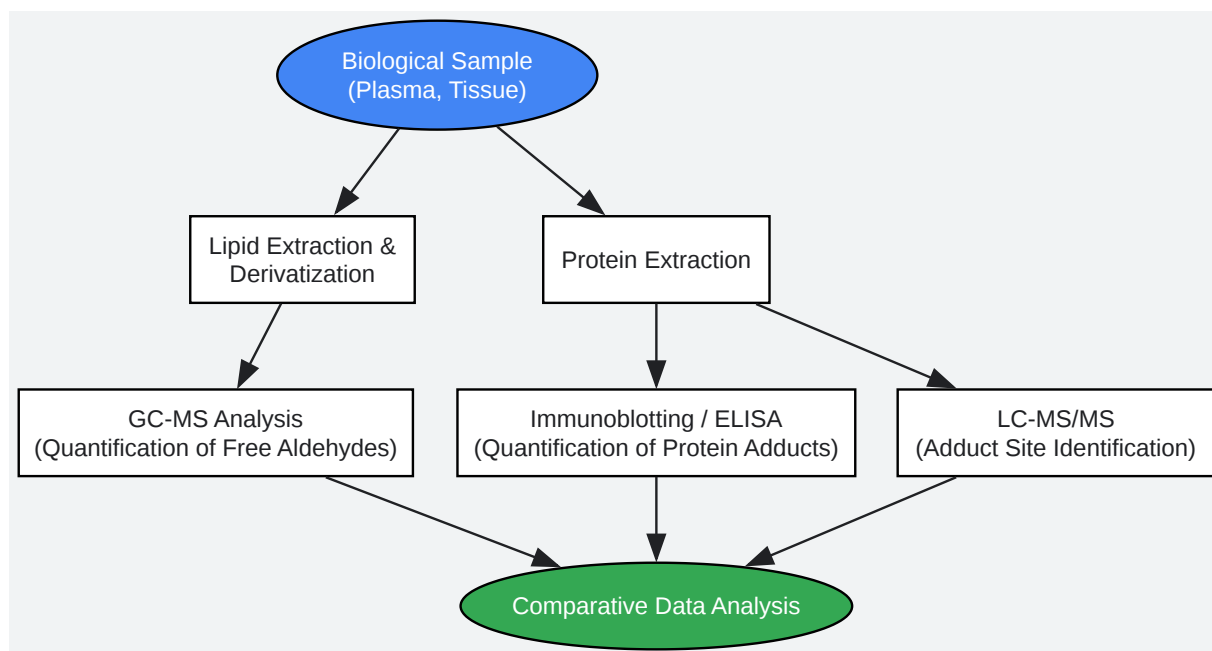 Biological Sample
(Plasma, Tissue)
Lipid Extraction &
Derivatization
Protein Extraction
GC-MS Analysis
(Quantification of Free Aldehydes)
Immunoblotting / ELISA
(Quantification of Protein Adducts)
LC-MS/MS
(Adduct Site Identification)
Comparative Data Analysis